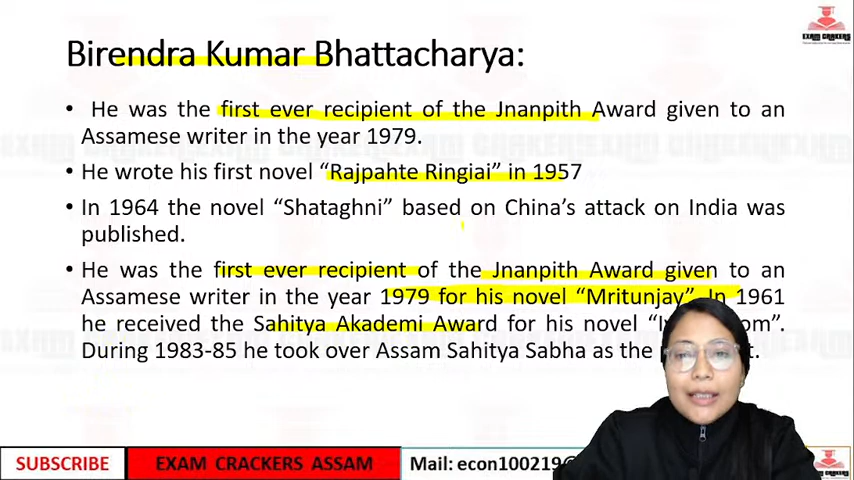 EXAM CRACKERS
Birendra Kumar Bhattacharya:
• He was the first ever recipient of the Jnanpith Award given to an
Assamese writer in the year 1979.
• He wrote his first novel “Rajpahte Ringiai” in 1957
• In 1964 the novel “Shataghni” based on China’s attack on India was
published.
• He was the first ever recipient of the Jnanpith Award given to an
Assamese writer in the year 1979 for his novel “Mritunjay”. In 1961
he received the Sahitya Akademi Award for his novel
During 1983-85 he took over Assam Sahitya Sabha as the
SUBSCRIBE
EXAM CRACKERS ASSAM
Mail: econ100219